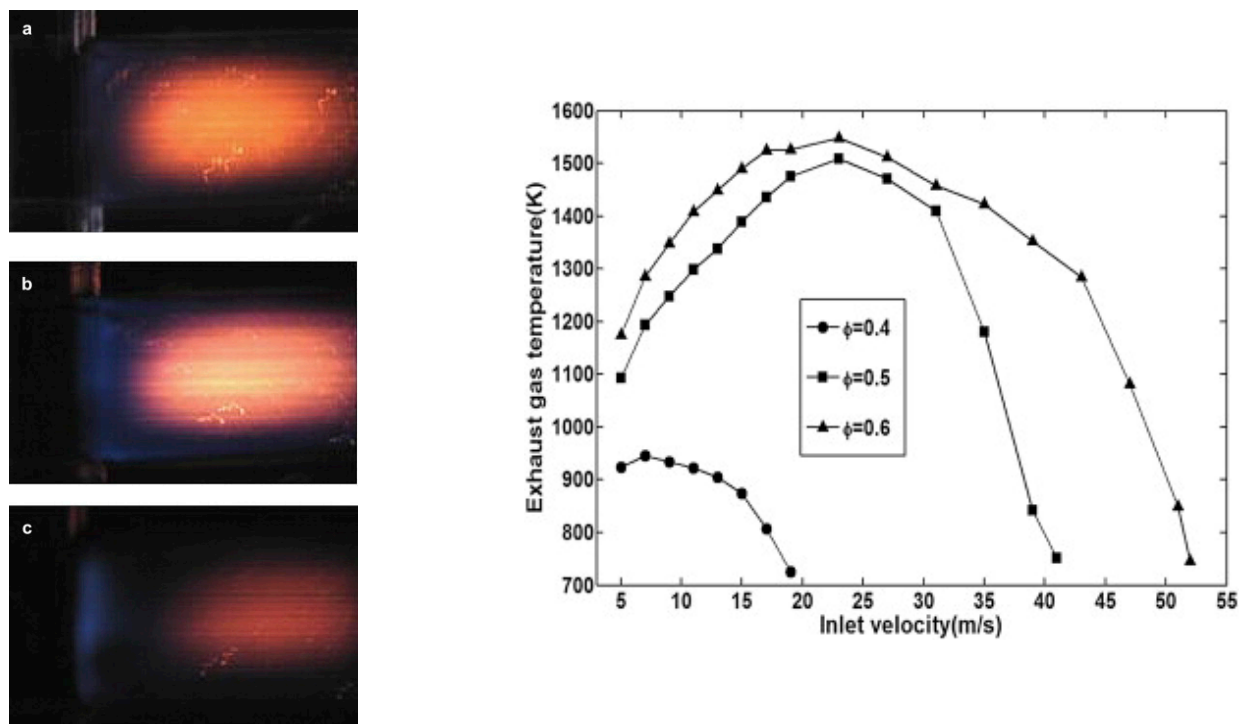 a
b
c
1600
1500
1400
1300
1200
1100
1000
900
800
700
Exhaust gas temperature(K)
ϕ=0.4
ϕ=0.5
ϕ=0.6
5 10 15 20 25 30 35 40 45 50 55
Inlet velocity(m/s)